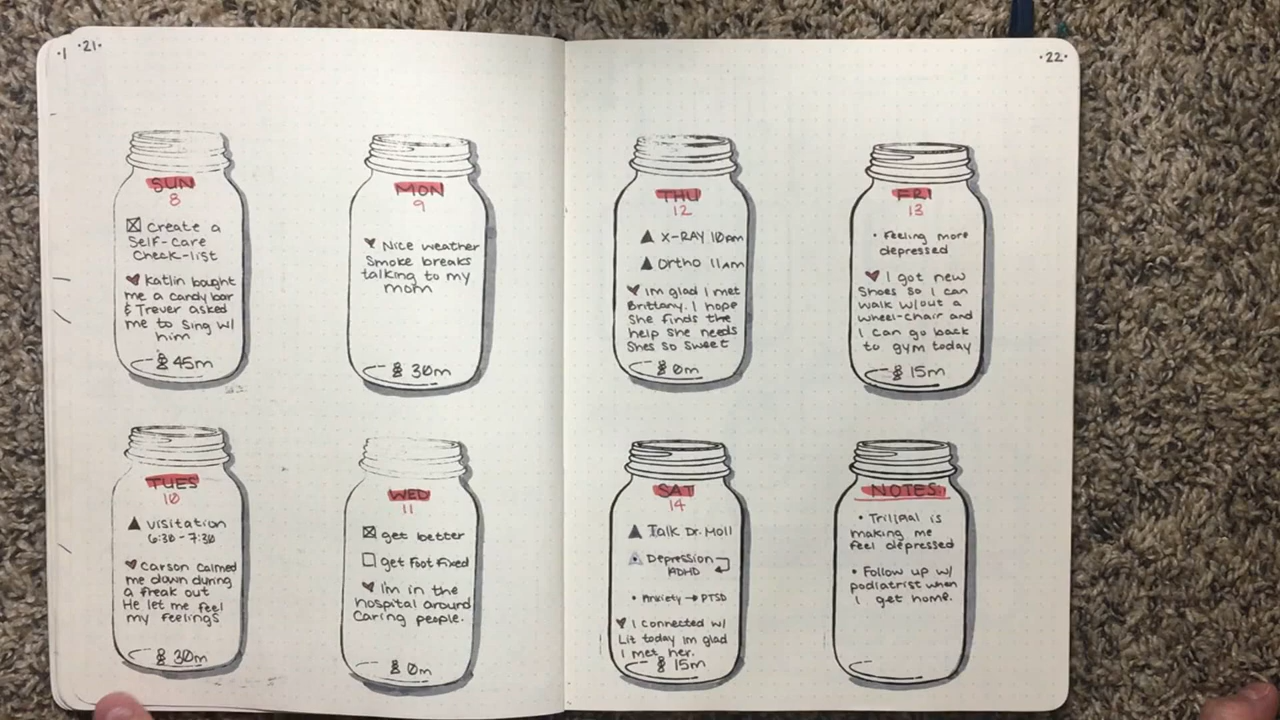 ·1
·21·
SUN
8
Create a
Self-care
Check-list
Katlin bought
me a candy bar
& Trever asked
me to sing w/
him
45m
MON
9
Nice weather
Smoke breaks
talking to my
mom
30m
TUES
10
visitation
6:30-7:30
Carson calmed
me down during
a freak out
He let me feel
my feelings
30m
WED
11
get better
get foot fixed
I'm in the
hospital around
Caring people.
0m
·22·
THU
12
X-RAY 10am
Ortho 11AM
Im glad I met
Brittany. I hope
She finds the
help she needs
Shes so sweet
0m
FRI
13
• Feeling more
depressed
I got new
Shoes so I can
walk w/out a
wheel-chair and
I can go back
to gym today
15m
SAT
14
Talk Dr. Moll
Depression
ADHD
• Anxiety → PTSD
I connected w/
Lit today im glad
I met her.
15m
NOTES
• is
making me
feel depressed
• Follow up w/
podiatrist when
I get home.